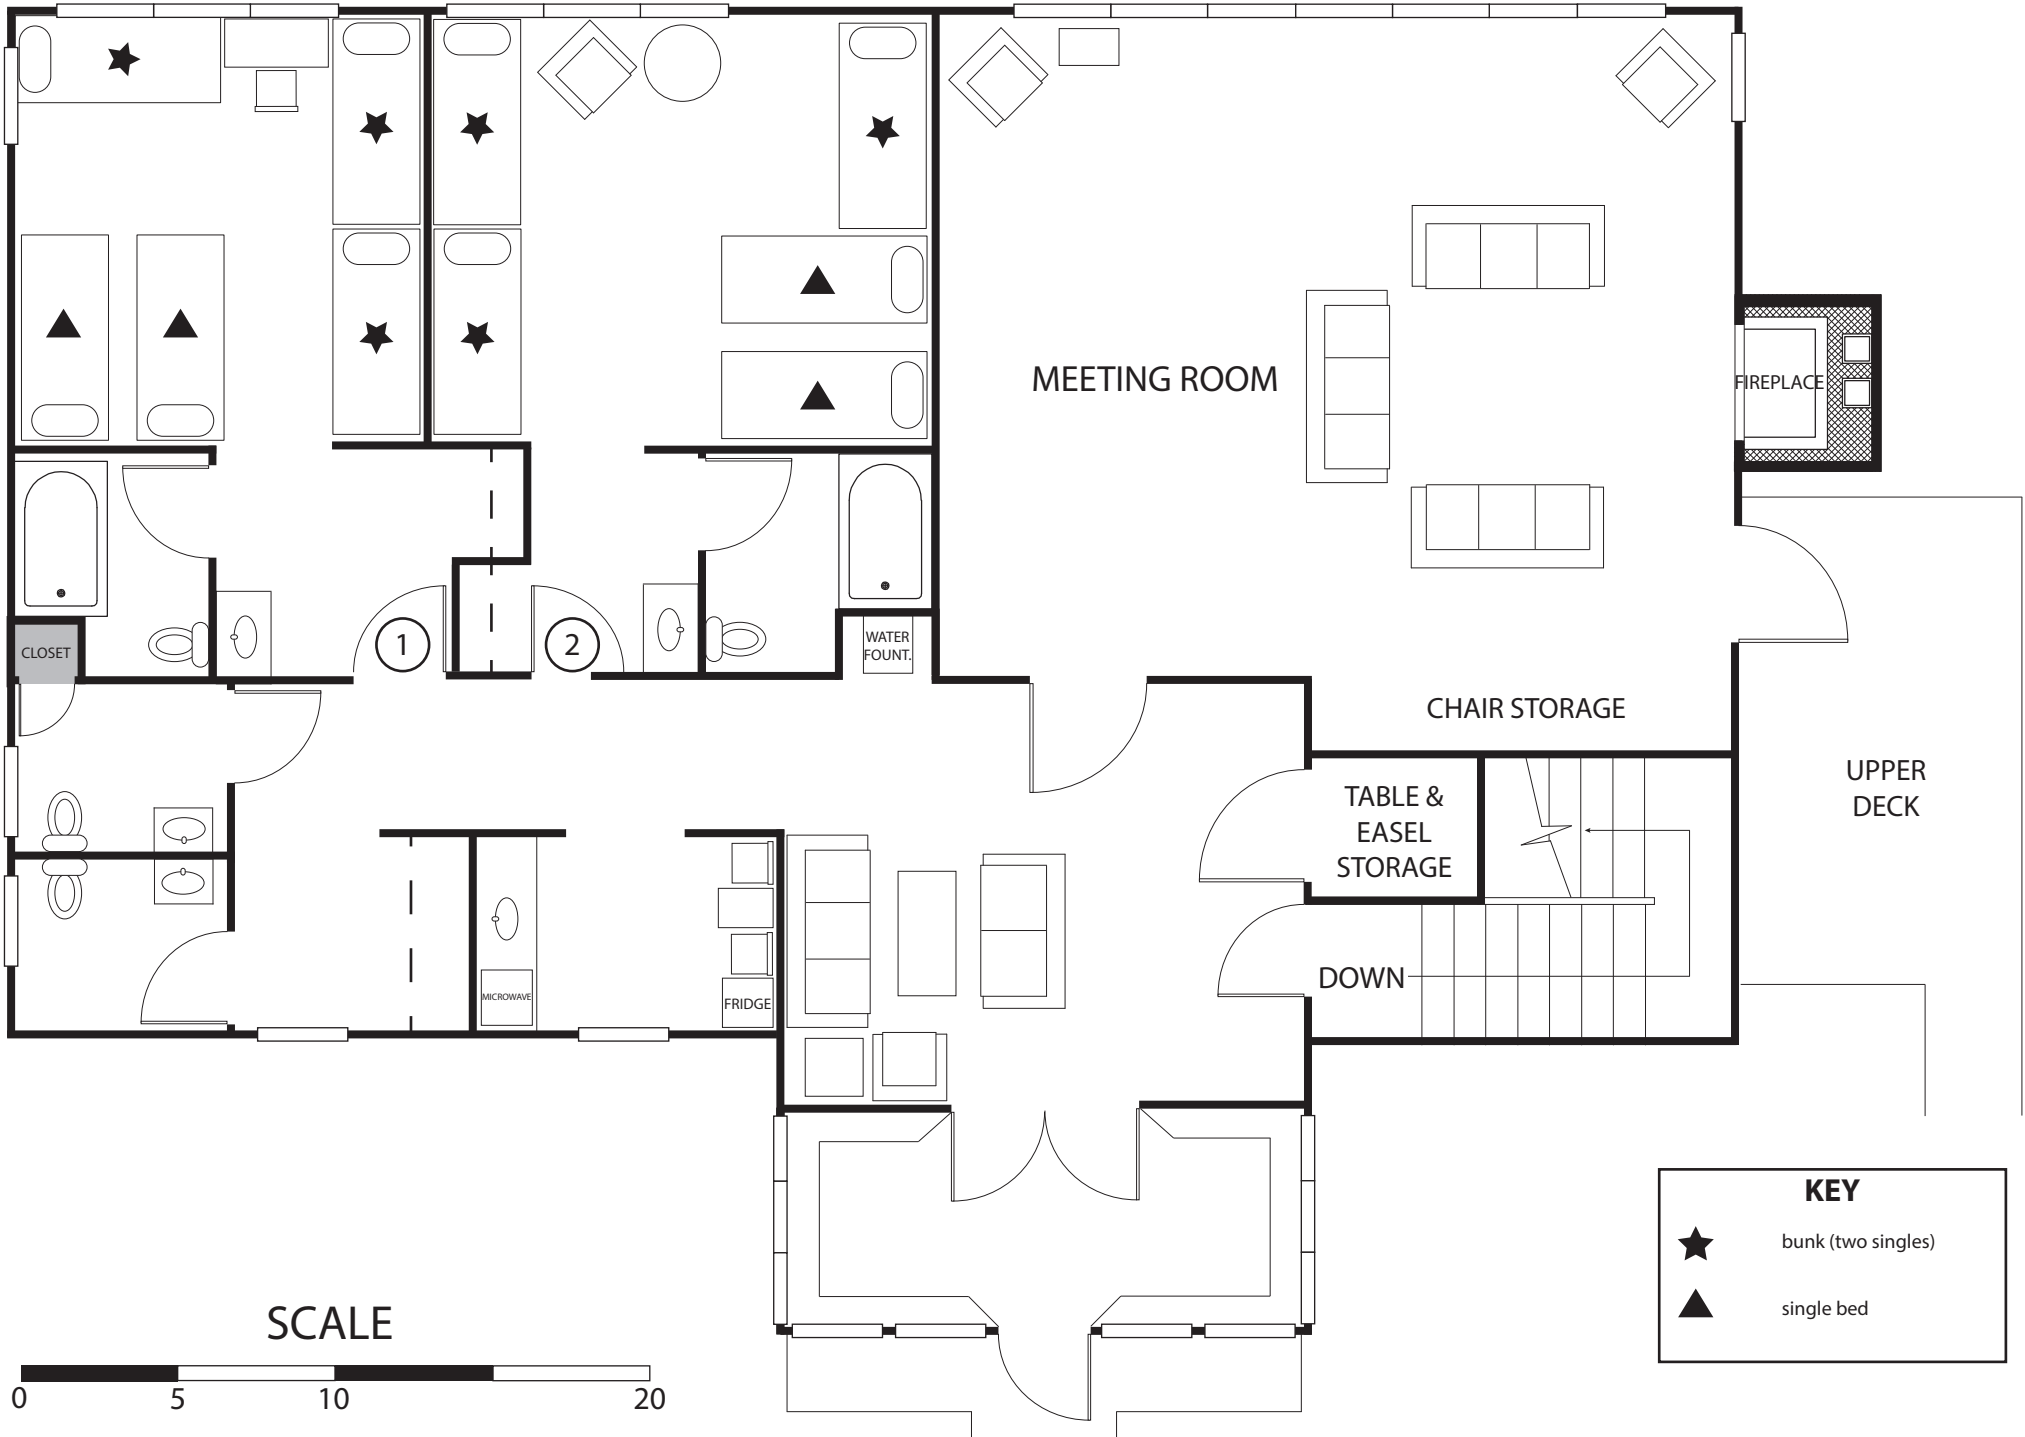 MEETING ROOM
FIREPLACE
1
2
WATER
FOUNT.
CLOSET
CHAIR STORAGE
UPPER
DECK
TABLE &
EASEL
STORAGE
DOWN
MICROWAVE
FRIDGE
KEY
bunk (two singles)
single bed
SCALE
0 5 10 20